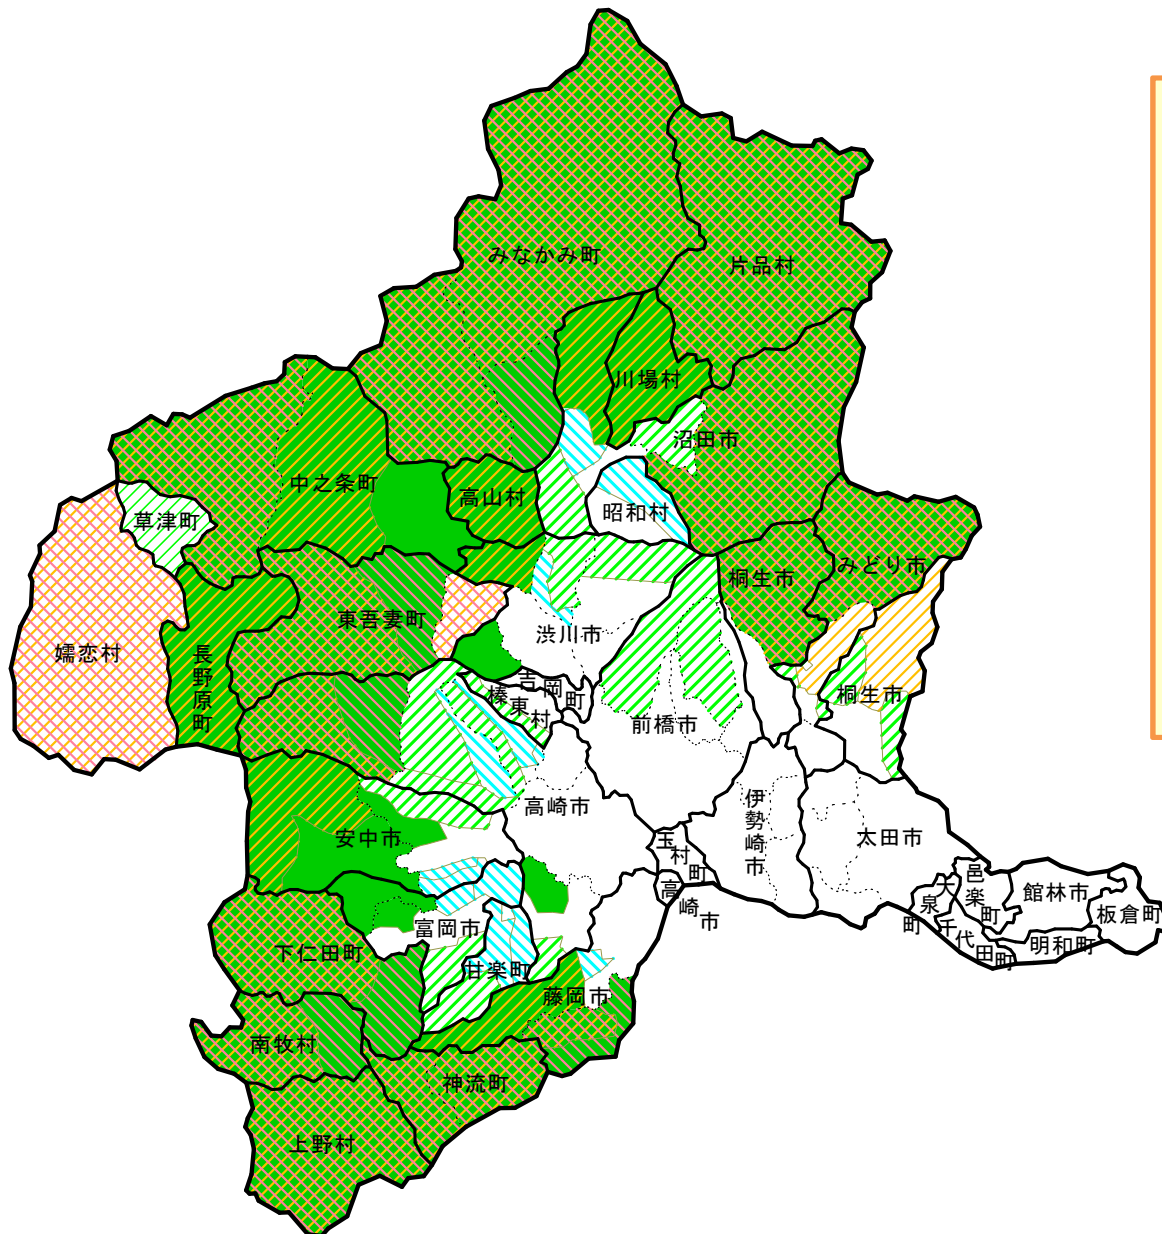 みなかみ町
片品村
川場村
沼田市
中之条町
高山村
草津町
昭和村
桐生市
みどり市
東吾妻町
渋川市
嬬恋村
長野原町
吉岡町
榛東村
桐生市
前橋市
高崎市
伊勢崎市
安中市
太田市
玉村町
高崎市
大泉町
邑楽町
館林市
板倉町
千代田町
明和町
富岡市
下仁田町
甘楽町
藤岡市
南牧村
神流町
上野村